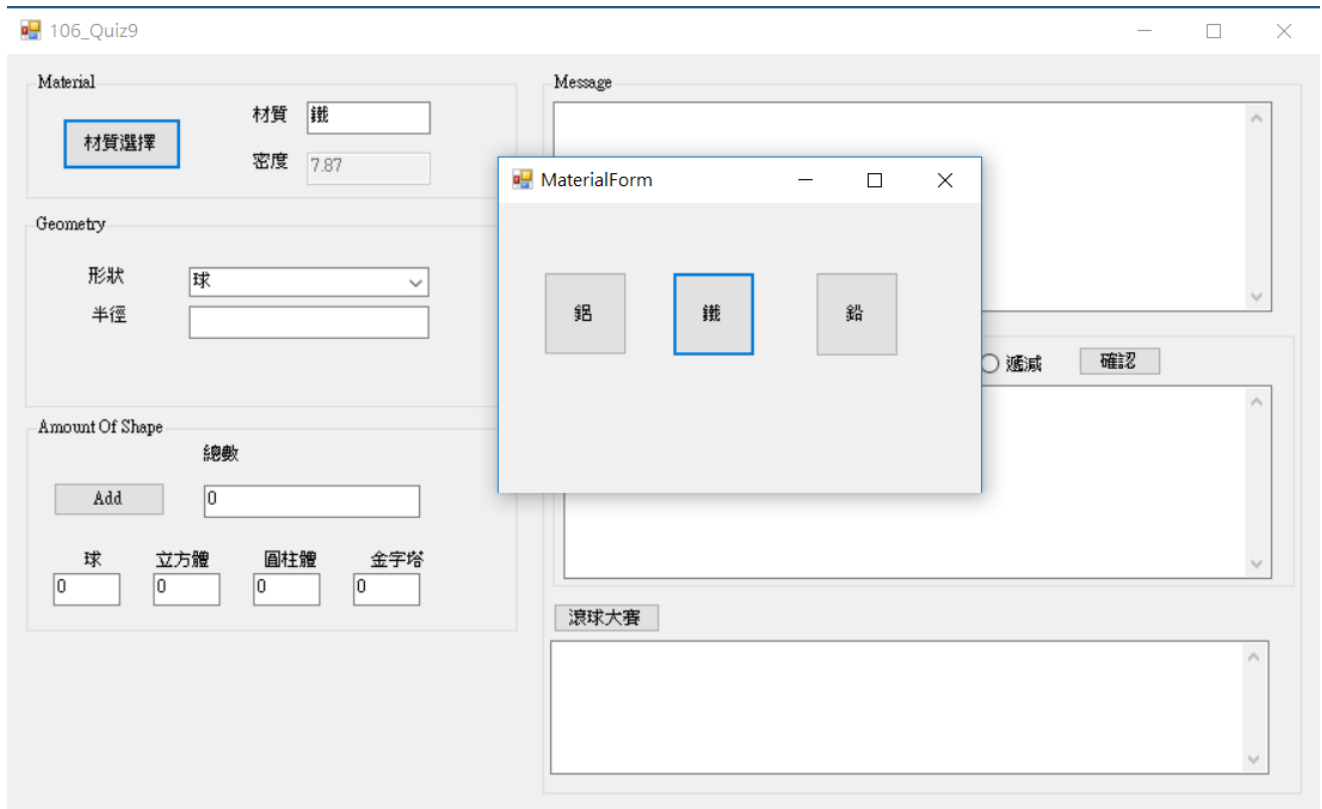 106_Quiz9
Material
材質選擇
材質 鐵
密度 7.87
Geometry
形狀 球
半徑
Amount Of Shape
總數
Add 0
球 立方體 圓柱體 金字塔
0 0 0 0
Message
MaterialForm
鋁 鐵 鉛
遞減 確認
滾球大賽